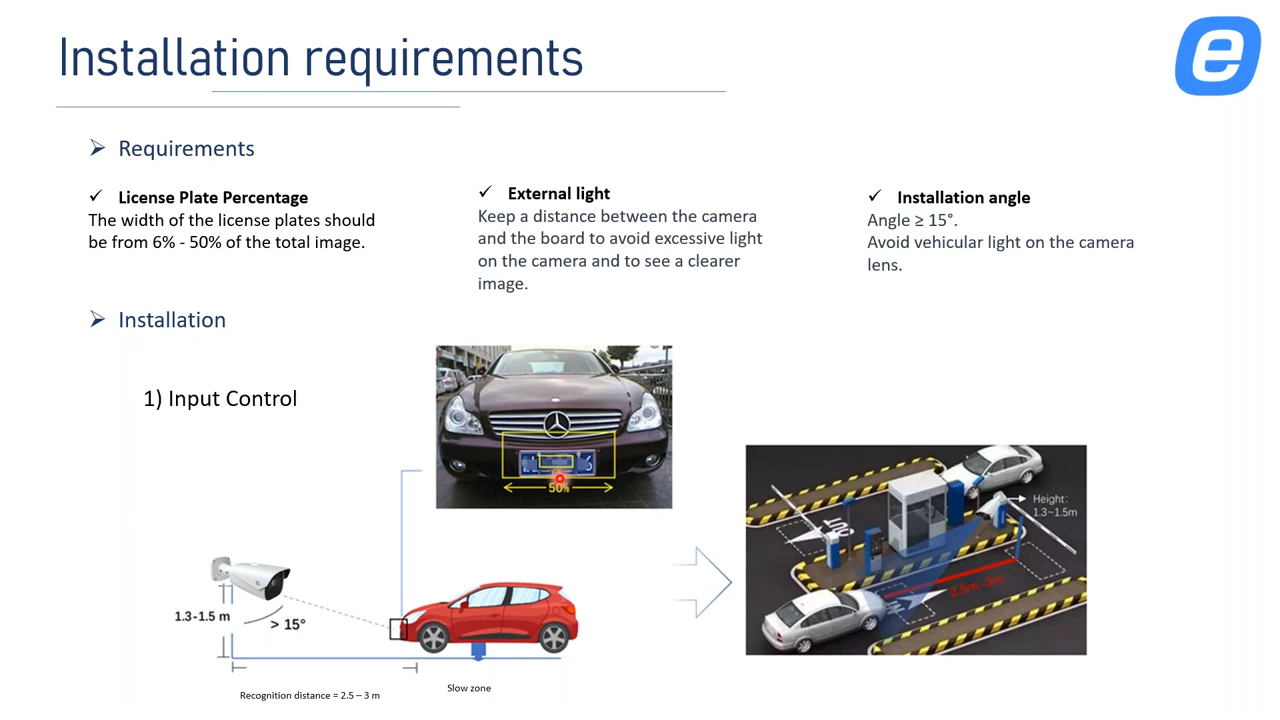 Installation requirements
e
Requirements
License Plate Percentage
The width of the license plates should
be from 6% - 50% of the total image.
External light
Keep a distance between the camera
and the board to avoid excessive light
on the camera and to see a clearer
image.
Installation angle
Angle ≥ 15°.
Avoid vehicular light on the camera
lens.
Installation
1) Input Control
50%
1.3-1.5 m
> 15°
Recognition distance = 2.5 – 3 m
Slow zone
Height:
1.3~1.5m
OUT
2.5m-3m